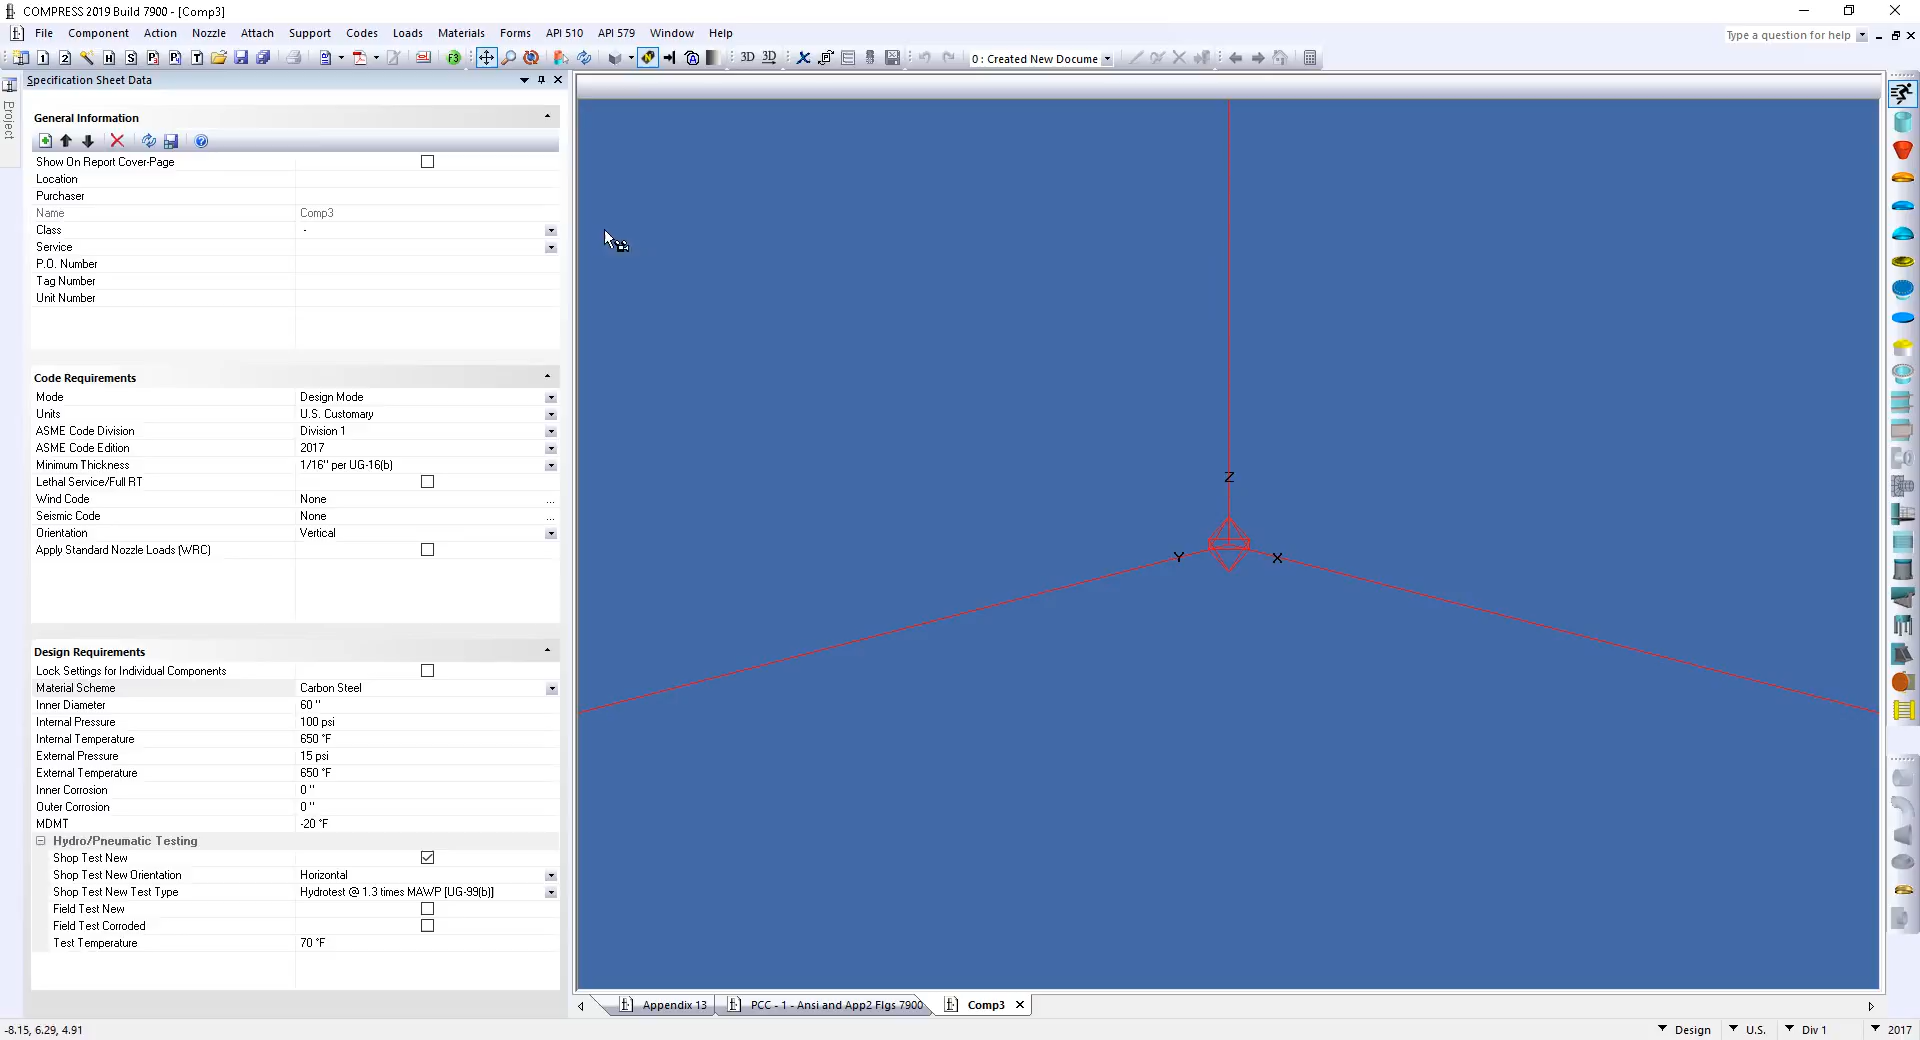 COMPRESS 2019 Build 7900 - [Comp3]
File Component Action Nozzle Attach Support Codes Loads Materials Forms API 510 API 579 Window Help
Type a question for help
1 2 H S T F3 3D 3D 0 : Created New Docume
Specification Sheet Data
Project
General Information
Show On Report Cover-Page
Location
Purchaser
Name Comp3
Class -
Service
P.O. Number
Tag Number
Unit Number
Code Requirements
Mode Design Mode
Units U.S. Customary
ASME Code Division Division 1
ASME Code Edition 2017
Minimum Thickness 1/16" per UG-16(b)
Lethal Service/Full RT
Wind Code None ...
Seismic Code None ...
Orientation Vertical
Apply Standard Nozzle Loads (WRC)
Design Requirements
Lock Settings for Individual Components
Material Scheme Carbon Steel
Inner Diameter 60 "
Internal Pressure 100 psi
Internal Temperature 650 °F
External Pressure 15 psi
External Temperature 650 °F
Inner Corrosion 0 "
Outer Corrosion 0 "
MDMT -20 °F
Hydro/Pneumatic Testing
Shop Test New
Shop Test New Orientation Horizontal
Shop Test New Test Type Hydrotest @ 1.3 times MAWP [UG-99(b)]
Field Test New
Field Test Corroded
Test Temperature 70 °F
Z
Y X
Appendix 13 PCC - 1 - Ansi and App2 Flgs 7900 Comp3
-8.15, 6.29, 4.91 Design U.S. Div 1 2017